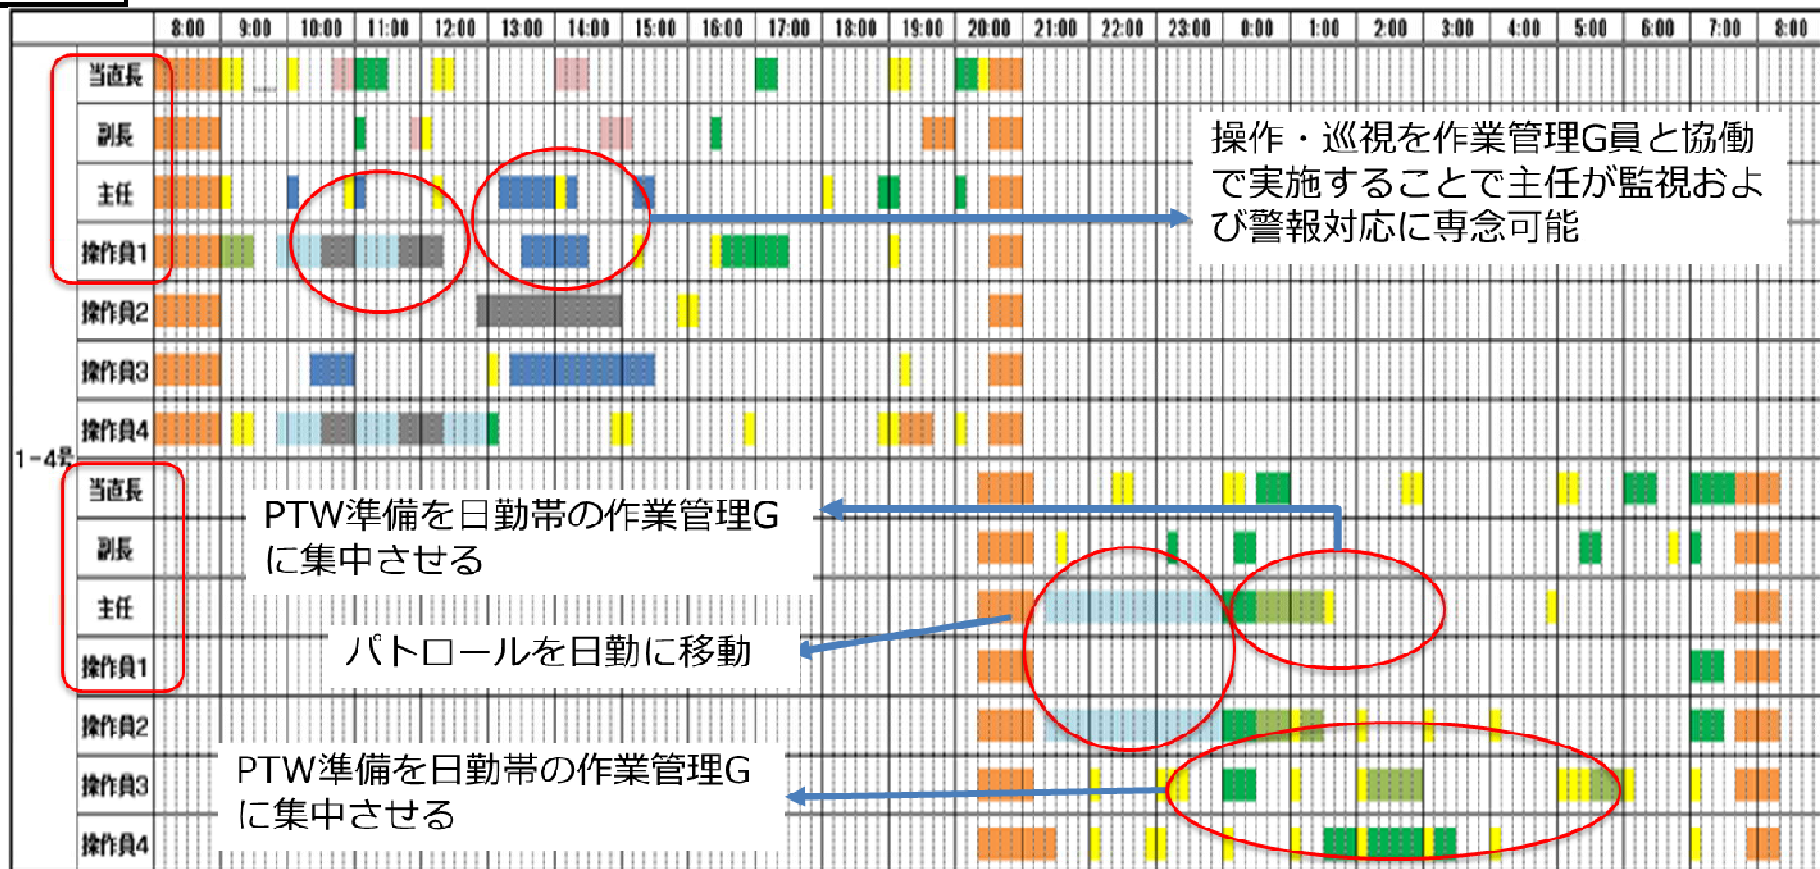 8:00 9:00 10:00 11:00 12:00 13:00 14:00 15:00 16:00 17:00 18:00 19:00 20:00 21:00 22:00 23:00 0:00 1:00 2:00 3:00 4:00 5:00 6:00 7:00 8:00
当直長
副長
主任
操作員1
操作員2
操作員3
操作員4
1-4号
当直長
副長
主任
操作員1
操作員2
操作員3
操作員4
操作・巡視を作業管理G員と協働
で実施することで主任が監視およ
び警報対応に専念可能
PTW準備を日勤帯の作業管理G
に集中させる
パトロールを日勤に移動
PTW準備を日勤帯の作業管理G
に集中させる